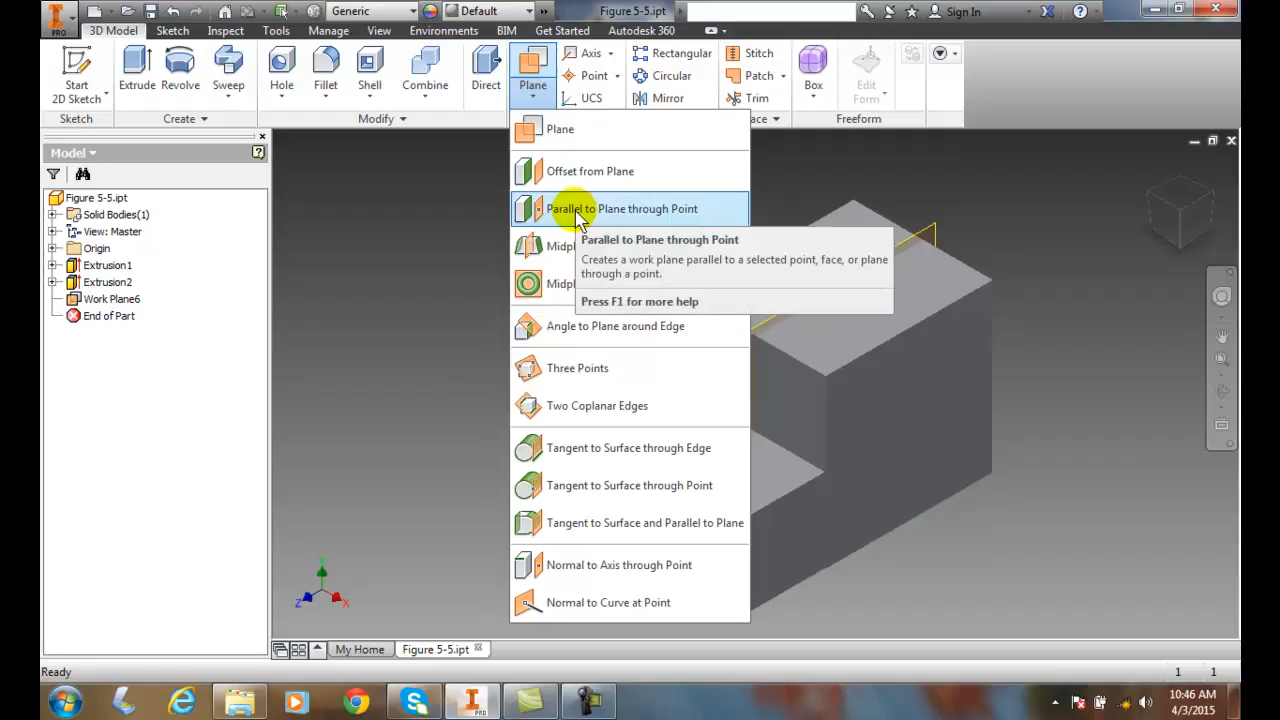 Generic
Default
Figure 5-5.ipt
Sign In
PRO
3D Model
Sketch
Inspect
Tools
Manage
View
Environments
BIM
Get Started
Autodesk 360
Start
2D Sketch
Extrude
Revolve
Sweep
Hole
Fillet
Shell
Combine
Direct
Plane
Axis
Point
UCS
Rectangular
Circular
Mirror
Stitch
Patch
Trim
Box
Edit
Form
Sketch
Create
Modify
Freeform
Model
Figure 5-5.ipt
Solid Bodies(1)
View: Master
Origin
Extrusion1
Extrusion2
Work Plane6
End of Part
Plane
Offset from Plane
Parallel to Plane through Point
Parallel to Plane through Point
Creates a work plane parallel to a selected point, face, or plane
through a point.
Press F1 for more help
Angle to Plane around Edge
Three Points
Two Coplanar Edges
Tangent to Surface through Edge
Tangent to Surface through Point
Tangent to Surface and Parallel to Plane
Normal to Axis through Point
Normal to Curve at Point
Z
X
My Home
Figure 5-5.ipt
Ready
1
1
PRO
10:46 AM
4/3/2015